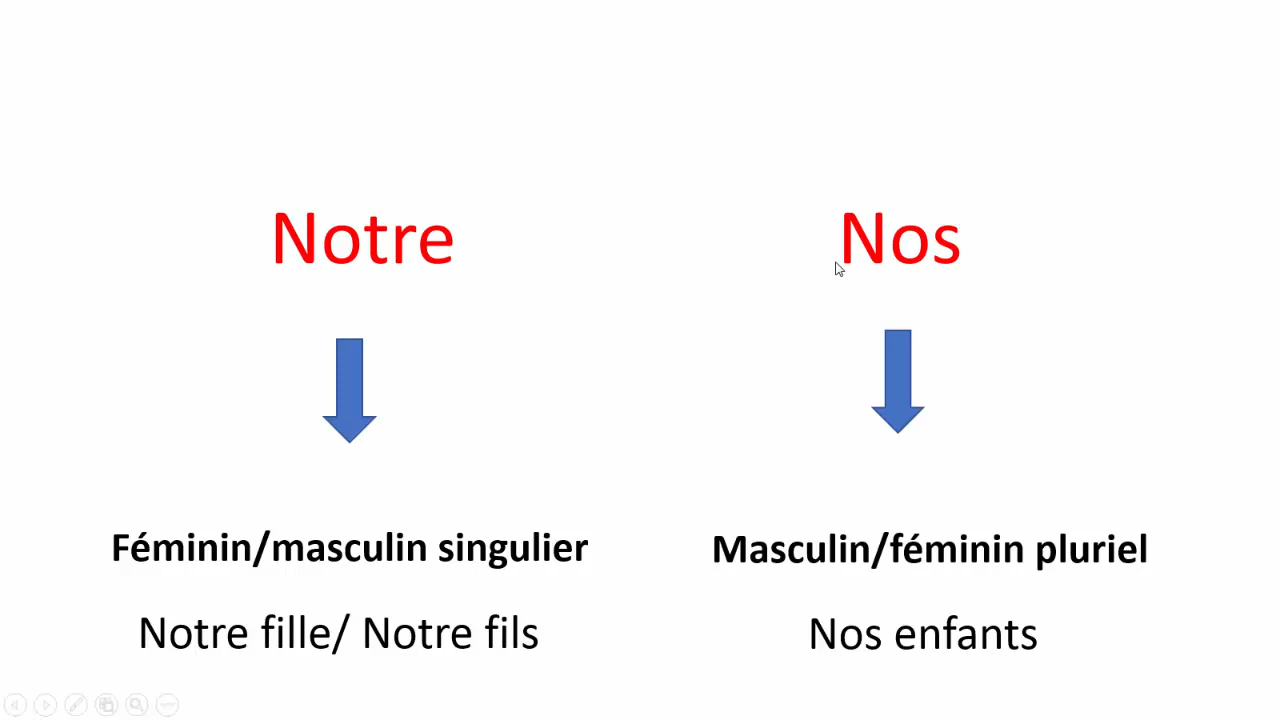 Notre
Nos
Féminin/masculin singulier
Masculin/féminin pluriel
Notre fille/ Notre fils
Nos enfants